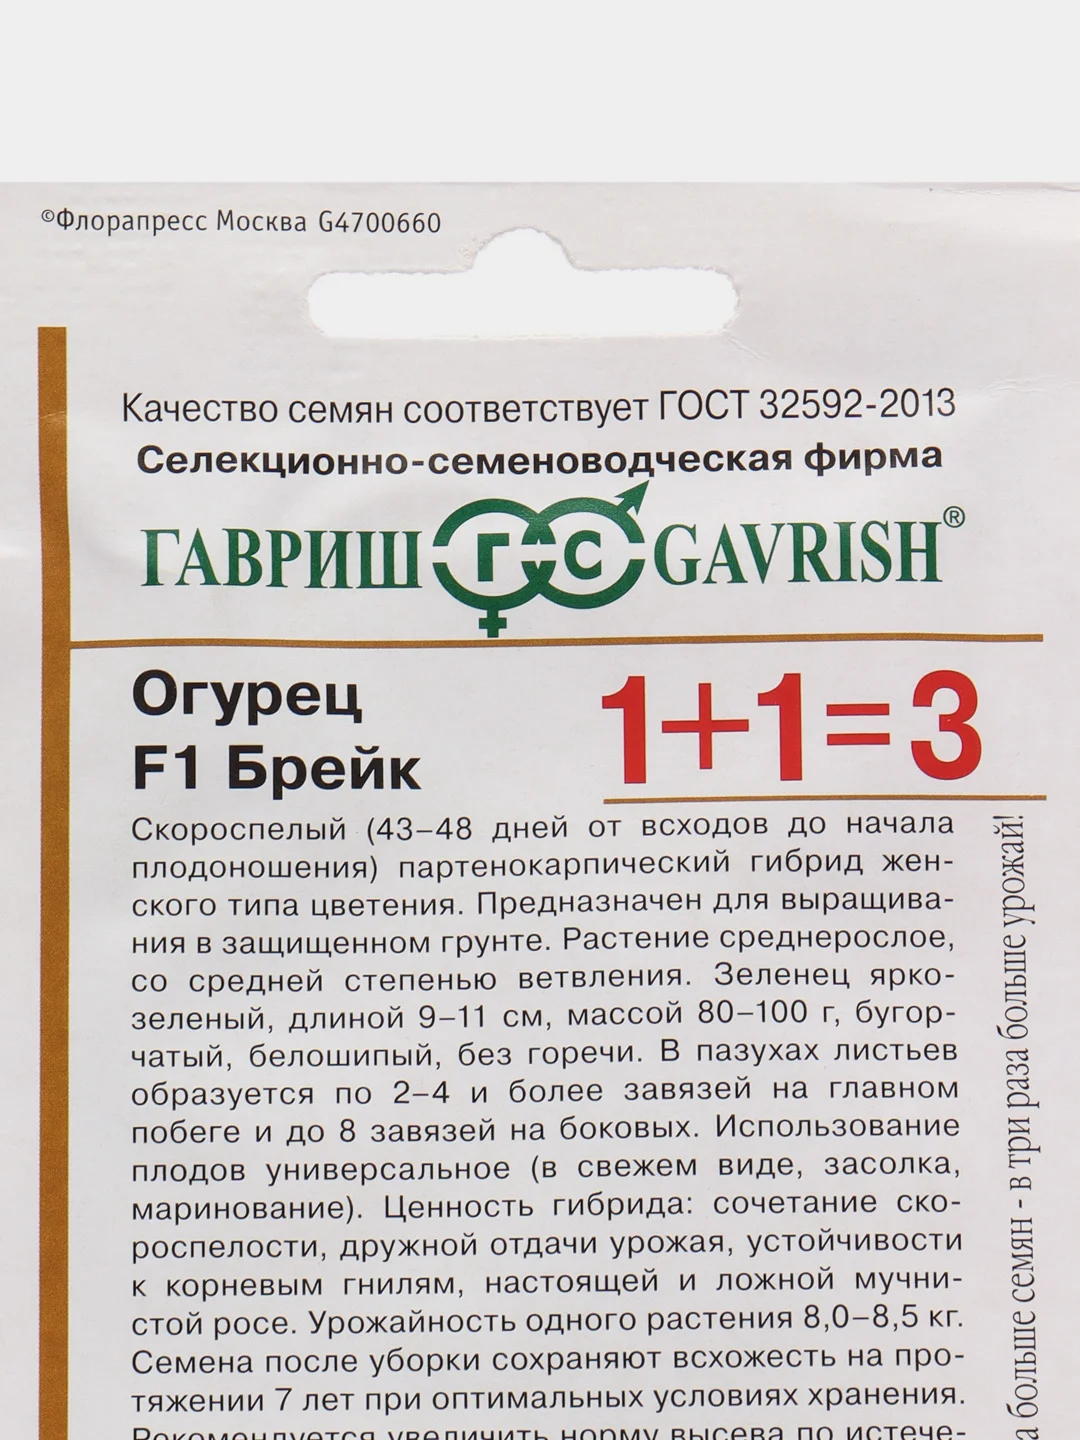 ©Флорапресс Москва G4700660
Качество семян соответствует ГОСТ 32592-2013
Селекционно-семеноводческая фирма
ГАВРИШ ГС GAVRISH®
Огурец
F1 Брейк
1+1=3
Скороспелый (43–48 дней от всходов до начала
плодоношения) партенокарпический гибрид жен-
ского типа цветения. Предназначен для выращива-
ния в защищенном грунте. Растение среднерослое,
со средней степенью ветвления. Зеленец ярко-
зеленый, длиной 9–11 см, массой 80–100 г, бугор-
чатый, белошипый, без горечи. В пазухах листьев
образуется по 2–4 и более завязей на главном
побеге и до 8 завязей на боковых. Использование
плодов универсальное (в свежем виде, засолка,
маринование). Ценность гибрида: сочетание ско-
роспелости, дружной отдачи урожая, устойчивости
к корневым гнилям, настоящей и ложной мучни-
стой росе. Урожайность одного растения 8,0–8,5 кг.
Семена после уборки сохраняют всхожесть на про-
тяжении 7 лет при оптимальных условиях хранения.
Рекомендуется увеличить норму высева по истече-
больше семян - в три раза больше урожай!